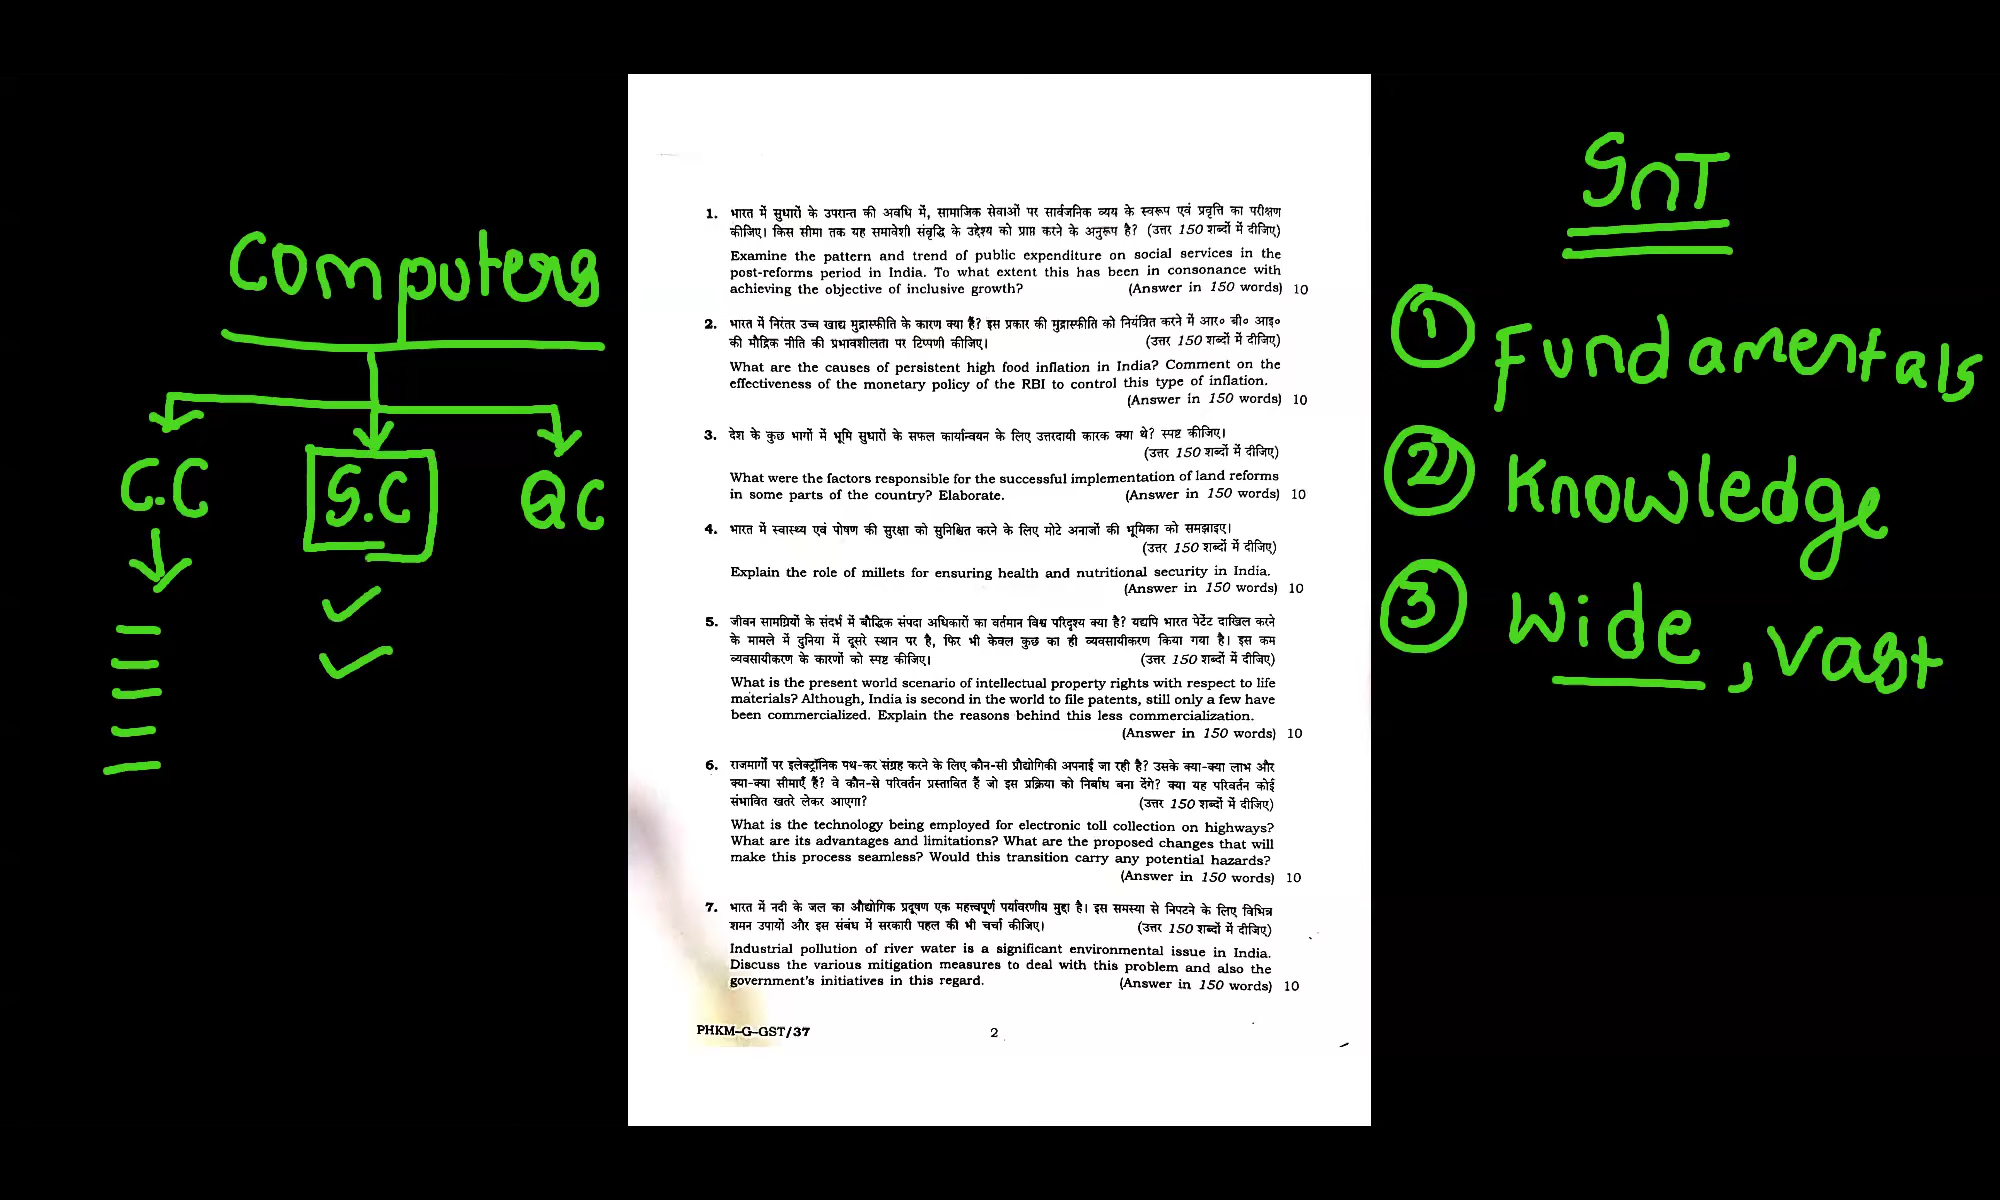 Computers
C.C
S.C
QC
1. भारत में सुधारों के उपरान्त की अवधि में, सामाजिक सेवाओं पर सार्वजनिक व्यय के स्वरूप एवं प्रवृत्ति का परीक्षण
कीजिए। किस सीमा तक यह समावेशी संवृद्धि के उद्देश्य को प्राप्त करने के अनुरूप है? (उत्तर 150 शब्दों में दीजिए)
Examine the pattern and trend of public expenditure on social services in the
post-reforms period in India. To what extent this has been in consonance with
achieving the objective of inclusive growth? (Answer in 150 words) 10
2. भारत में निरंतर उच्च खाद्य मुद्रास्फीति के कारण क्या हैं? इस प्रकार की मुद्रास्फीति को नियंत्रित करने में आर० बी० आइ०
की मौद्रिक नीति की प्रभावशीलता पर टिप्पणी कीजिए। (उत्तर 150 शब्दों में दीजिए)
What are the causes of persistent high food inflation in India? Comment on the
effectiveness of the monetary policy of the RBI to control this type of inflation.
(Answer in 150 words) 10
3. देश के कुछ भागों में भूमि सुधारों के सफल कार्यान्वयन के लिए उत्तरदायी कारक क्या थे? स्पष्ट कीजिए।
(उत्तर 150 शब्दों में दीजिए)
What were the factors responsible for the successful implementation of land reforms
in some parts of the country? Elaborate. (Answer in 150 words) 10
4. भारत में स्वास्थ्य एवं पोषण की सुरक्षा को सुनिश्चित करने के लिए मोटे अनाजों की भूमिका को समझाइए।
(उत्तर 150 शब्दों में दीजिए)
Explain the role of millets for ensuring health and nutritional security in India.
(Answer in 150 words) 10
5. जीवन सामग्रियों के संदर्भ में बौद्धिक संपदा अधिकारों का वर्तमान विश्व परिदृश्य क्या है? यद्यपि भारत पेटेंट दाखिल करने
के मामले में दुनिया में दूसरे स्थान पर है, फिर भी केवल कुछ का ही व्यवसायीकरण किया गया है। इस कम
व्यवसायीकरण के कारणों को स्पष्ट कीजिए। (उत्तर 150 शब्दों में दीजिए)
What is the present world scenario of intellectual property rights with respect to life
materials? Although, India is second in the world to file patents, still only a few have
been commercialized. Explain the reasons behind this less commercialization.
(Answer in 150 words) 10
6. राजमार्गों पर इलेक्ट्रॉनिक पथ-कर संग्रह करने के लिए कौन-सी प्रौद्योगिकी अपनाई जा रही है? उसके क्या-क्या लाभ और
क्या-क्या सीमाएँ हैं? वे कौन-से परिवर्तन प्रस्तावित हैं जो इस प्रक्रिया को निर्बाध बना देंगे? क्या यह परिवर्तन कोई
संभावित खतरे लेकर आएगा? (उत्तर 150 शब्दों में दीजिए)
What is the technology being employed for electronic toll collection on highways?
What are its advantages and limitations? What are the proposed changes that will
make this process seamless? Would this transition carry any potential hazards?
(Answer in 150 words) 10
7. भारत में नदी के जल का औद्योगिक प्रदूषण एक महत्त्वपूर्ण पर्यावरणीय मुद्दा है। इस समस्या से निपटने के लिए विभिन्न
शमन उपायों और इस संबंध में सरकारी पहल की भी चर्चा कीजिए। (उत्तर 150 शब्दों में दीजिए)
Industrial pollution of river water is a significant environmental issue in India.
Discuss the various mitigation measures to deal with this problem and also the
government's initiatives in this regard. (Answer in 150 words) 10
PHKM-G-GST/37 2
SnT
1 Fundamentals
2 Knowledge
3 Wide, Vast